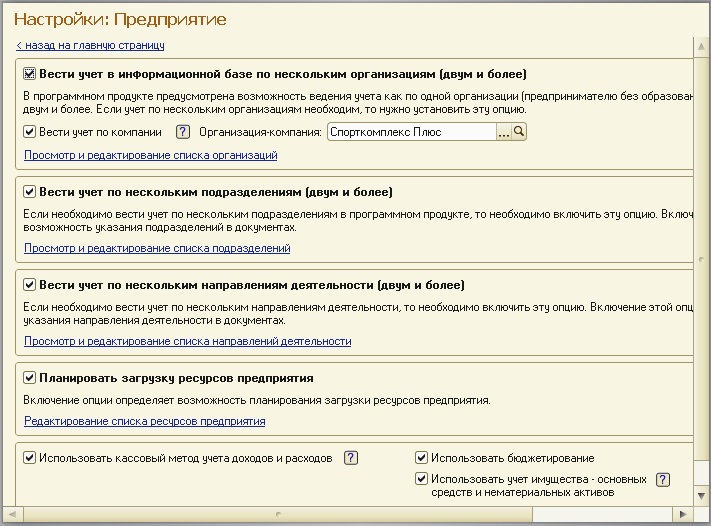 Настройки: Предприятие
< назад на главную страницу
Вести учет в информационной базе по нескольким организациям (двум и более)
В программном продукте предусмотрена возможность ведения учета как по одной организации (предпринимателю без образован
двум и более. Если учет по нескольким организациям необходим, то нужно установить эту опцию.
Вести учет по компании ? Организация-компания: Спорткомплекс Плюс ...
Просмотр и редактирование списка организаций
Вести учет по нескольким подразделениям (двум и более)
Если необходимо вести учет по нескольким подразделениям в программном продукте, то необходимо включить эту опцию. Включ
возможность указания подразделений в документах.
Просмотр и редактирование списка подразделений
Вести учет по нескольким направлениям деятельности (двум и более)
Если необходимо вести учет по нескольким направлениям деятельности, то необходимо включить эту опцию. Включение этой опц
указания направления деятельности в документах.
Просмотр и редактирование списка направлений деятельности
Планировать загрузку ресурсов предприятия
Включение опции определяет возможность планирования загрузки ресурсов предприятия.
Редактирование списка ресурсов предприятия
Использовать кассовый метод учета доходов и расходов ? Использовать бюджетирование
Использовать учет имущества - основных ?
средств и нематериальных активов